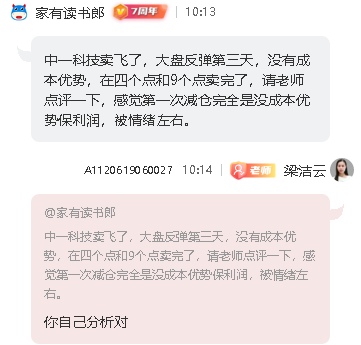 家有读书郎 7周年 10:13
中一科技卖飞了，大盘反弹第三天，没有成
本优势，在四个点和9个点卖完了，请老师
点评一下，感觉第一次减仓完全是没成本优
势保利润，被情绪左右。
A1120619060027 10:14 老师 梁洁云
@家有读书郎
中一科技卖飞了，大盘反弹第三天，没有成本优
势，在四个点和9个点卖完了，请老师点评一下，感
觉第一次减仓完全是没成本优势保利润，被情绪左
右。
你自己分析对